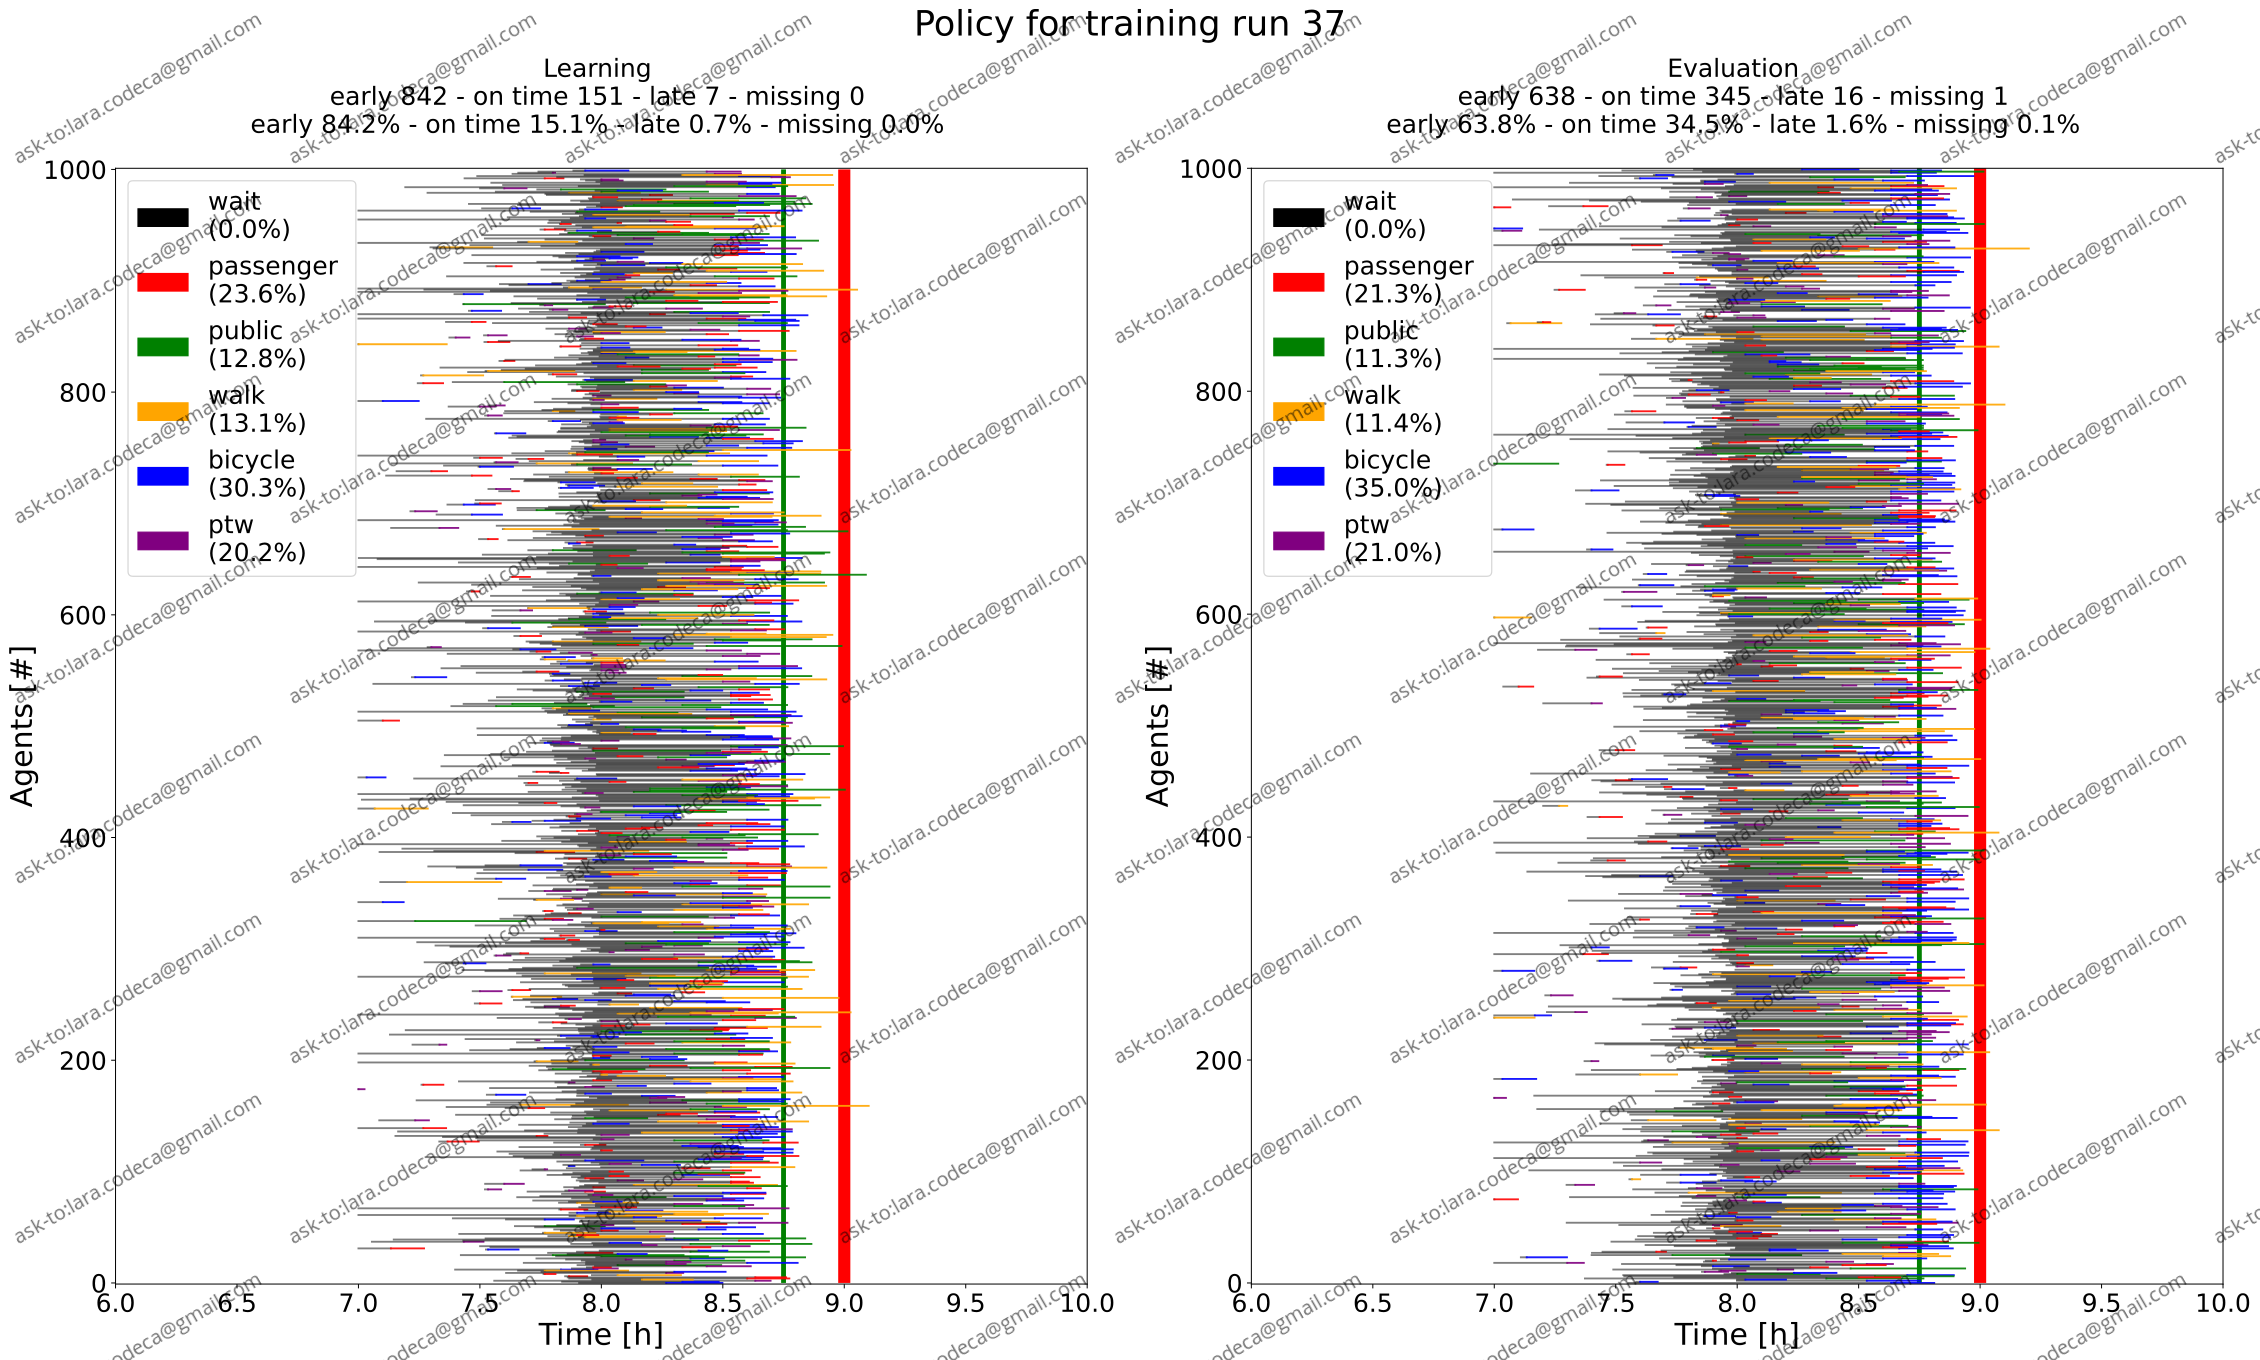 Policy for training run 37
Learning
early 842 - on time 151 - late 7 - missing 0
early 84.2% - on time 15.1% - late 0.7% - missing 0.0%
1000
800
600
400
200
0
Agents [#]
wait
(0.0%)
passenger
(23.6%)
public
(12.8%)
walk
(13.1%)
bicycle
(30.3%)
ptw
(20.2%)
6.0 6.5 7.0 7.5 8.0 8.5 9.0 9.5 10.0
Time [h]
Evaluation
early 638 - on time 345 - late 16 - missing 1
early 63.8% - on time 34.5% - late 1.6% - missing 0.1%
1000
800
600
400
200
0
Agents [#]
wait
(0.0%)
passenger
(21.3%)
public
(11.3%)
walk
(11.4%)
bicycle
(35.0%)
ptw
(21.0%)
6.0 6.5 7.0 7.5 8.0 8.5 9.0 9.5 10.0
Time [h]
ask-to:lara.codeca@gmail.com